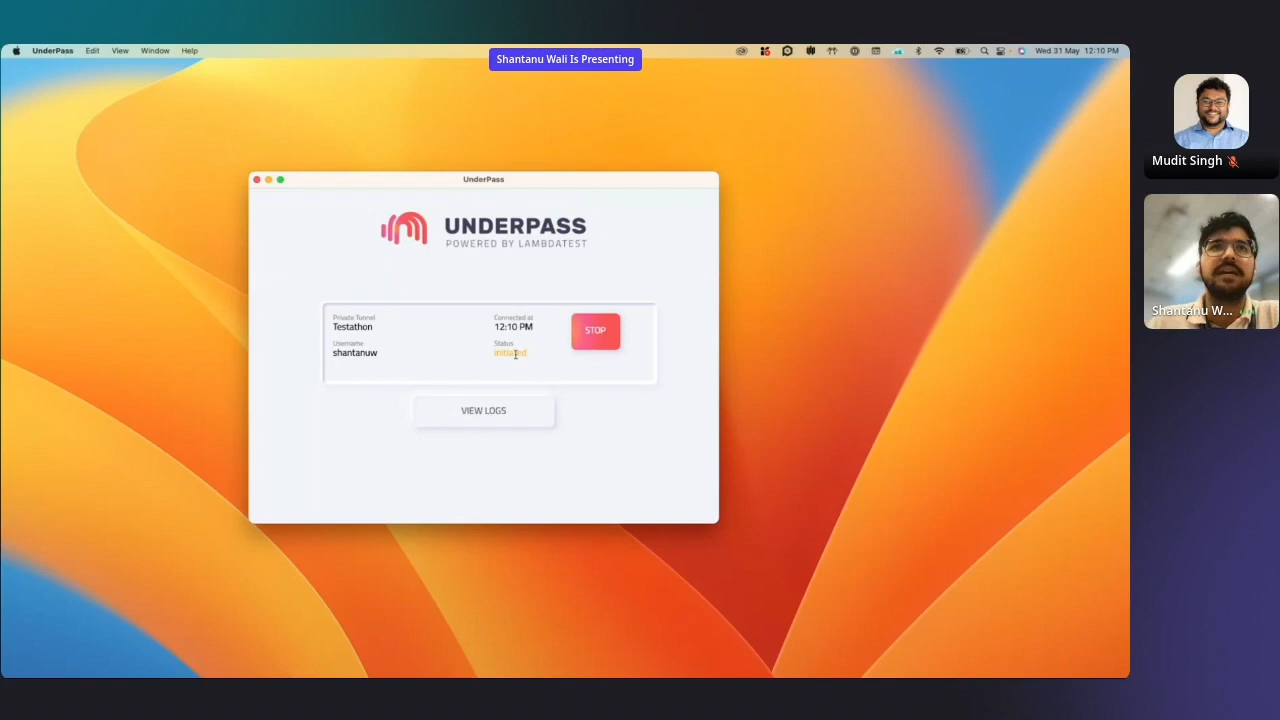 UnderPass Edit View Window Help
Wed 31 May 12:10 PM
Shantanu Wali Is Presenting
UnderPass
UNDERPASS
POWERED BY LAMBDATEST
Private Tunnel
Testathon
Connected at
12:10 PM
STOP
Username
shantanuw
Status
initiated
VIEW LOGS
Mudit Singh
Shantanu W...